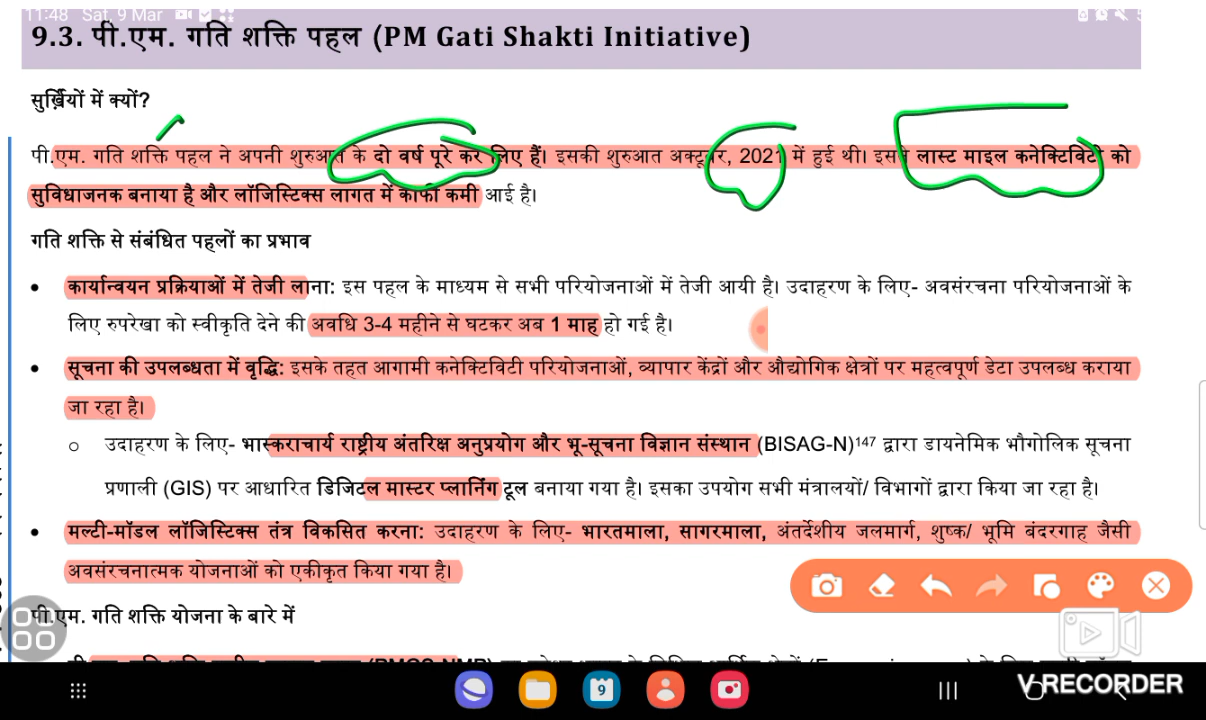 11:48 Sat, 9 Mar
9.3. पी.एम. गति शक्ति पहल (PM Gati Shakti Initiative)
सुर्ख़ियों में क्यों?
पी.एम. गति शक्ति पहल ने अपनी शुरुआत के दो वर्ष पूरे कर लिए हैं। इसकी शुरुआत अक्टूबर, 2021 में हुई थी। इसने लास्ट माइल कनेक्टिविटी को
सुविधाजनक बनाया है और लॉजिस्टिक्स लागत में काफी कमी आई है।
गति शक्ति से संबंधित पहलों का प्रभाव
• कार्यान्वयन प्रक्रियाओं में तेजी लाना: इस पहल के माध्यम से सभी परियोजनाओं में तेजी आयी है। उदाहरण के लिए- अवसंरचना परियोजनाओं के
लिए रुपरेखा को स्वीकृति देने की अवधि 3-4 महीने से घटकर अब 1 माह हो गई है।
• सूचना की उपलब्धता में वृद्धि: इसके तहत आगामी कनेक्टिविटी परियोजनाओं, व्यापार केंद्रों और औद्योगिक क्षेत्रों पर महत्वपूर्ण डेटा उपलब्ध कराया
जा रहा है।
o उदाहरण के लिए- भास्कराचार्य राष्ट्रीय अंतरिक्ष अनुप्रयोग और भू-सूचना विज्ञान संस्थान (BISAG-N)147 द्वारा डायनेमिक भौगोलिक सूचना
प्रणाली (GIS) पर आधारित डिजिटल मास्टर प्लानिंग टूल बनाया गया है। इसका उपयोग सभी मंत्रालयों/ विभागों द्वारा किया जा रहा है।
• मल्टी-मॉडल लॉजिस्टिक्स तंत्र विकसित करना: उदाहरण के लिए- भारतमाला, सागरमाला, अंतर्देशीय जलमार्ग, शुष्क/ भूमि बंदरगाह जैसी
अवसंरचनात्मक योजनाओं को एकीकृत किया गया है।
पी.एम. गति शक्ति योजना के बारे में
9
V RECORDER